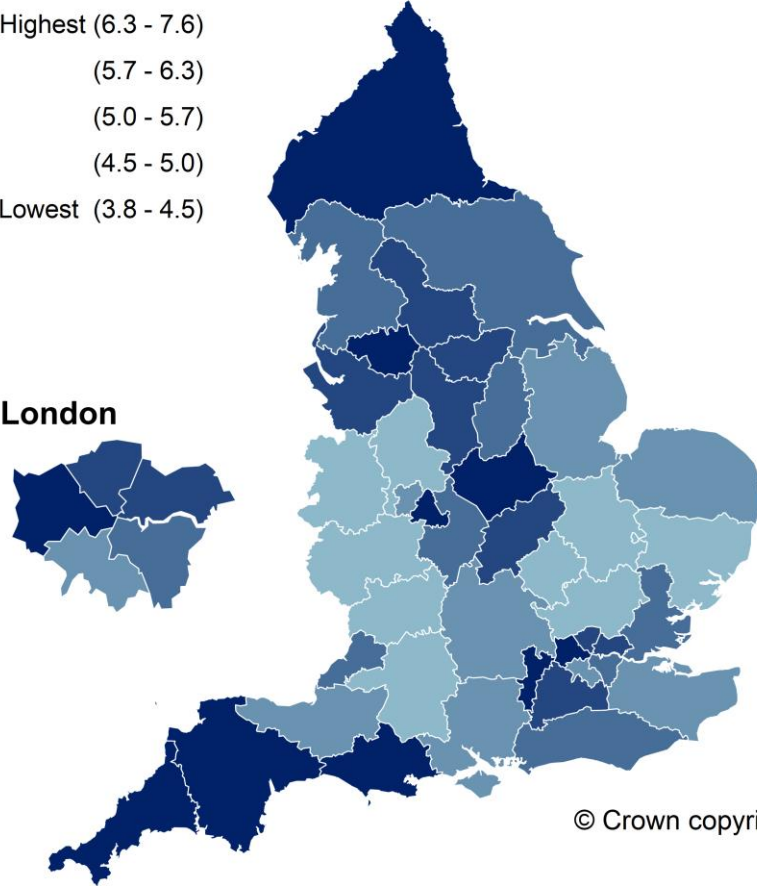 Highest (6.3 - 7.6)
(5.7 - 6.3)
(5.0 - 5.7)
(4.5 - 5.0)
Lowest (3.8 - 4.5)
London
© Crown copyri